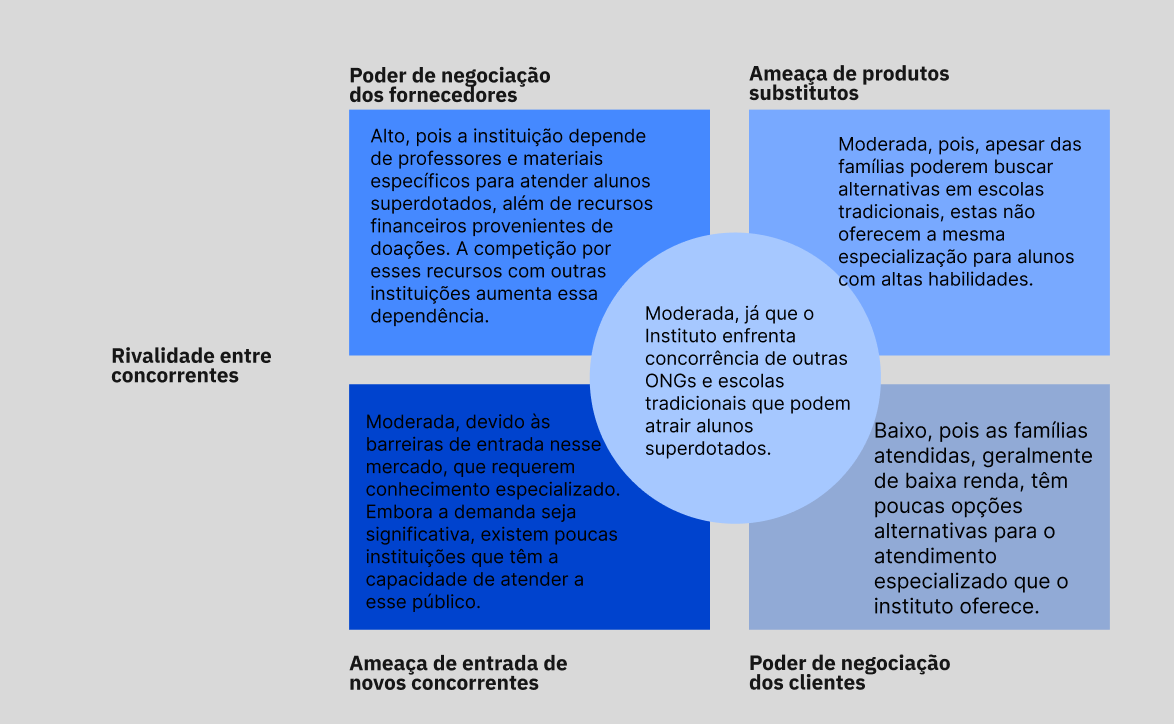 Poder de negociação
dos fornecedores
Alto, pois a instituição depende
de professores e materiais
específicos para atender alunos
superdotados, além de recursos
financeiros provenientes de
doações. A competição por
esses recursos com outras
instituições aumenta essa
dependência.
Ameaça de produtos
substitutos
Moderada, pois, apesar das
famílias poderem buscar
alternativas em escolas
tradicionais, estas não
oferecem a mesma
especialização para alunos
com altas habilidades.
Rivalidade entre
concorrentes
Moderada, já que o
Instituto enfrenta
concorrência de outras
ONGs e escolas
tradicionais que podem
atrair alunos
superdotados.
Moderada, devido às
barreiras de entrada nesse
mercado, que requerem
conhecimento especializado.
Embora a demanda seja
significativa, existem poucas
instituições que têm a
capacidade de atender a
esse público.
Ameaça de entrada de
novos concorrentes
Baixo, pois as famílias
atendidas, geralmente
de baixa renda, têm
poucas opções
alternativas para o
atendimento
especializado que o
instituto oferece.
Poder de negociação
dos clientes